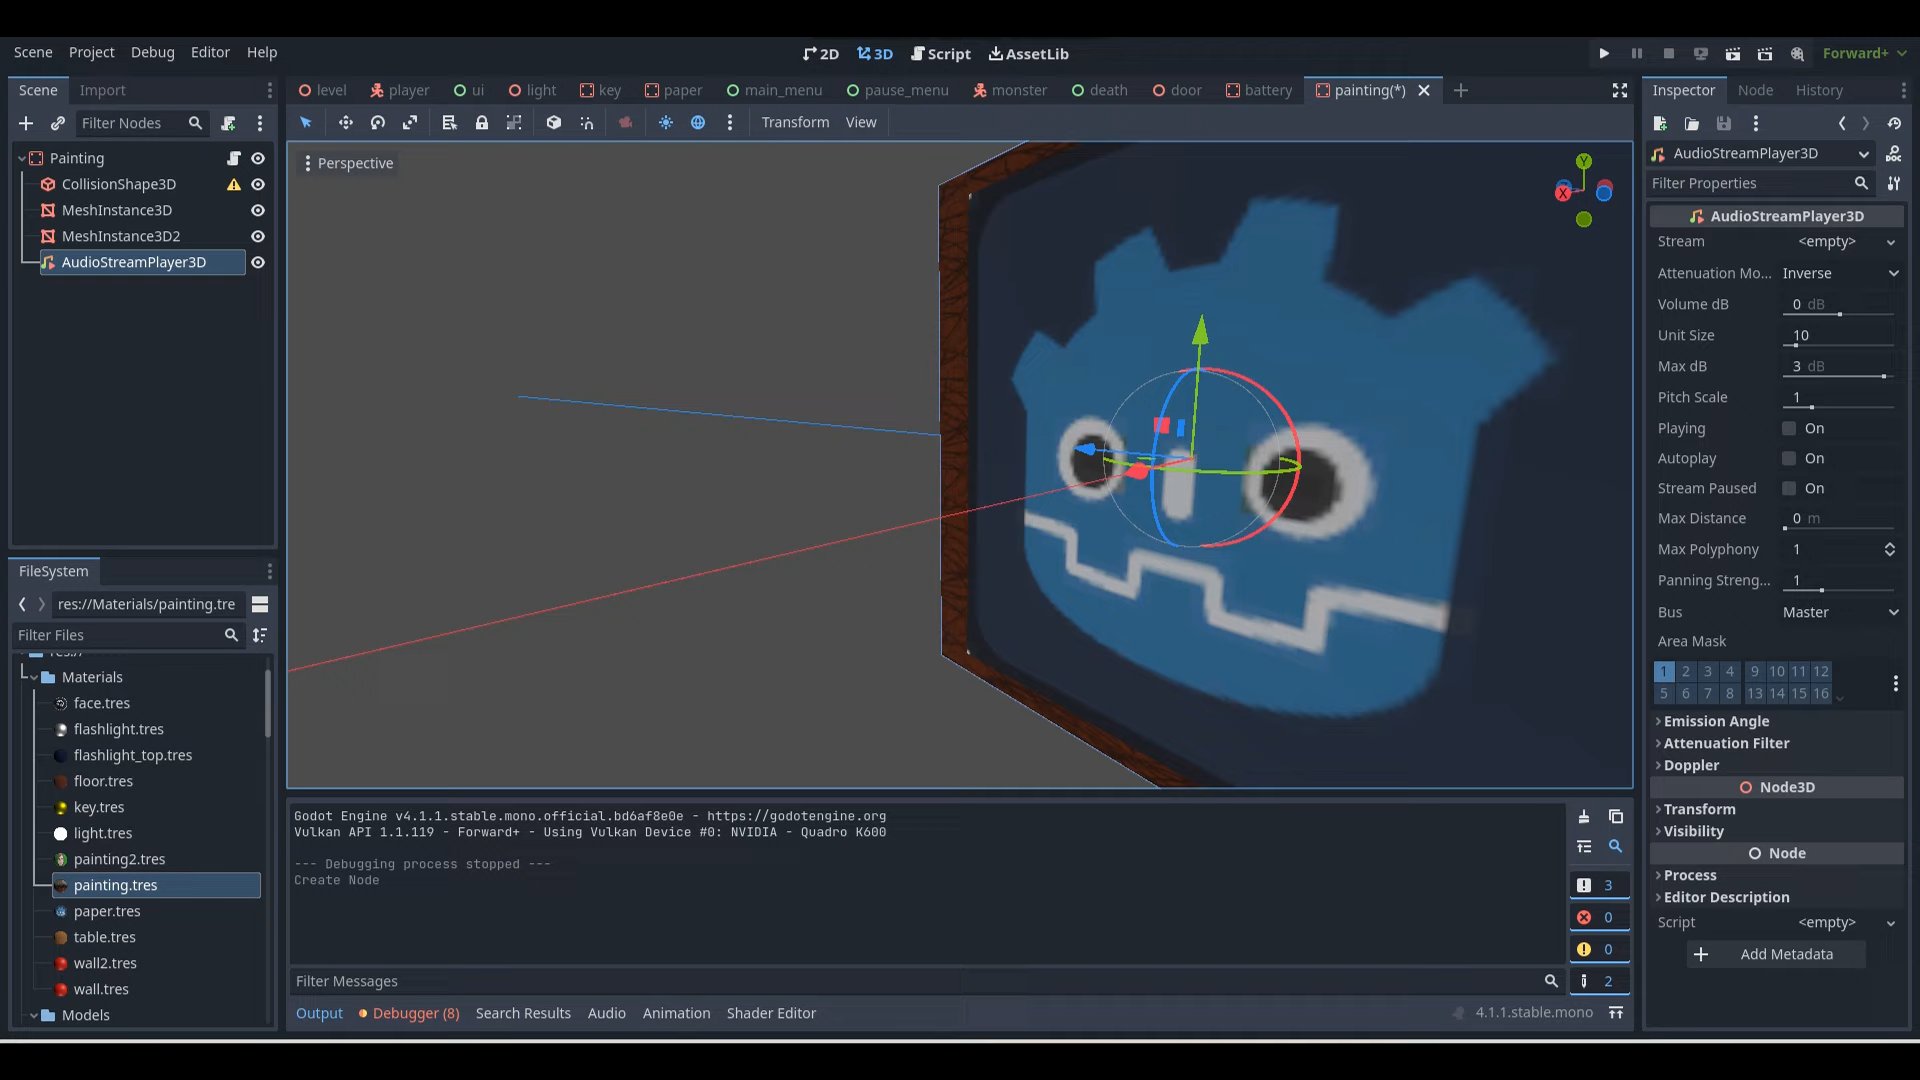 Scene Project Debug Editor Help
2D 3D Script AssetLib
Forward+
Scene Import
Filter Nodes
Painting
CollisionShape3D
MeshInstance3D
MeshInstance3D2
AudioStreamPlayer3D
FileSystem
res://Materials/painting.tre
Filter Files
Materials
face.tres
flashlight.tres
flashlight_top.tres
floor.tres
key.tres
light.tres
painting2.tres
painting.tres
paper.tres
table.tres
wall2.tres
wall.tres
Models
level player ui light key paper main_menu pause_menu monster death door battery painting(*)
Transform View
Perspective
Y
X
Godot Engine v4.1.1.stable.mono.official.bd6af8e0e - https://godotengine.org
Vulkan API 1.1.119 - Forward+ - Using Vulkan Device #0: NVIDIA - Quadro K600
--- Debugging process stopped ---
Create Node
3
0
0
2
Filter Messages
Output Debugger (8) Search Results Audio Animation Shader Editor
4.1.1.stable.mono
Inspector Node History
AudioStreamPlayer3D
Filter Properties
AudioStreamPlayer3D
Stream <empty>
Attenuation Mo... Inverse
Volume dB 0 dB
Unit Size 10
Max dB 3 dB
Pitch Scale 1
Playing On
Autoplay On
Stream Paused On
Max Distance 0 m
Max Polyphony 1
Panning Streng... 1
Bus Master
Area Mask
1 2 3 4 9 10 11 12
5 6 7 8 13 14 15 16
Emission Angle
Attenuation Filter
Doppler
Node3D
Transform
Visibility
Node
Process
Editor Description
Script <empty>
Add Metadata